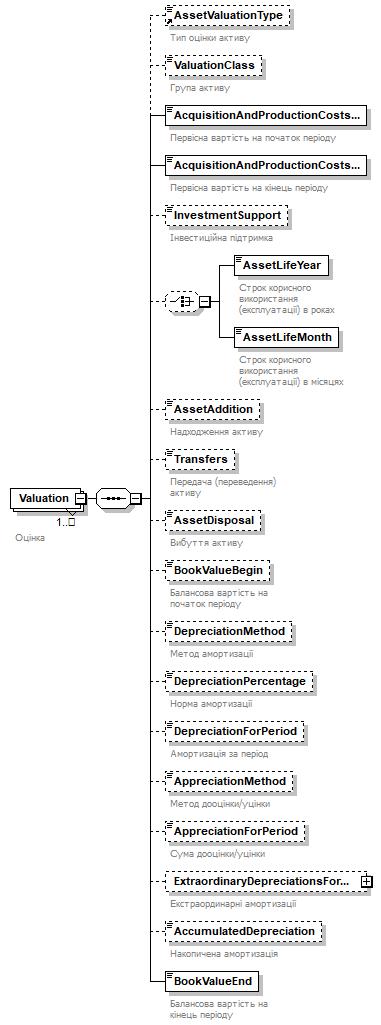 AssetValuationType
Тип оцінки активу
ValuationClass
Група активу
AcquisitionAndProductionCosts...
Первісна вартість на початок періоду
AcquisitionAndProductionCosts...
Первісна вартість на кінець періоду
InvestmentSupport
Інвестиційна підтримка
AssetLifeYear
Строк корисного
використання
(експлуатації) в роках
AssetLifeMonth
Строк корисного
використання
(експлуатації) в місяцях
AssetAddition
Надходження активу
Transfers
Передача (переведення)
активу
Valuation
1..
Оцінка
AssetDisposal
Вибуття активу
BookValueBegin
Балансова вартість на
початок періоду
DepreciationMethod
Метод амортизації
DepreciationPercentage
Норма амортизації
DepreciationForPeriod
Амортизація за період
AppreciationMethod
Метод дооцінки/уцінки
AppreciationForPeriod
Сума дооцінки/уцінки
ExtraordinaryDepreciationsFor...
Екстраординарні амортизації
AccumulatedDepreciation
Накопичена амортизація
BookValueEnd
Балансова вартість на
кінець періоду